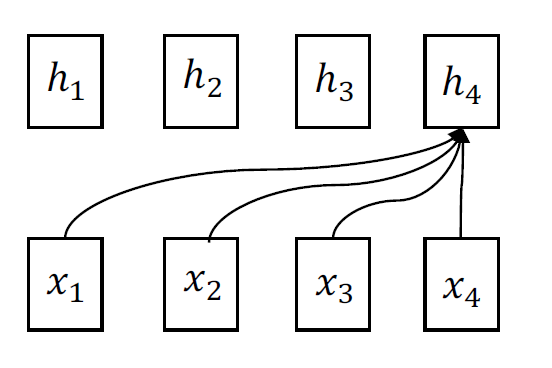 h₁ h₂ h₃ h₄
x₁ x₂ x₃ x₄